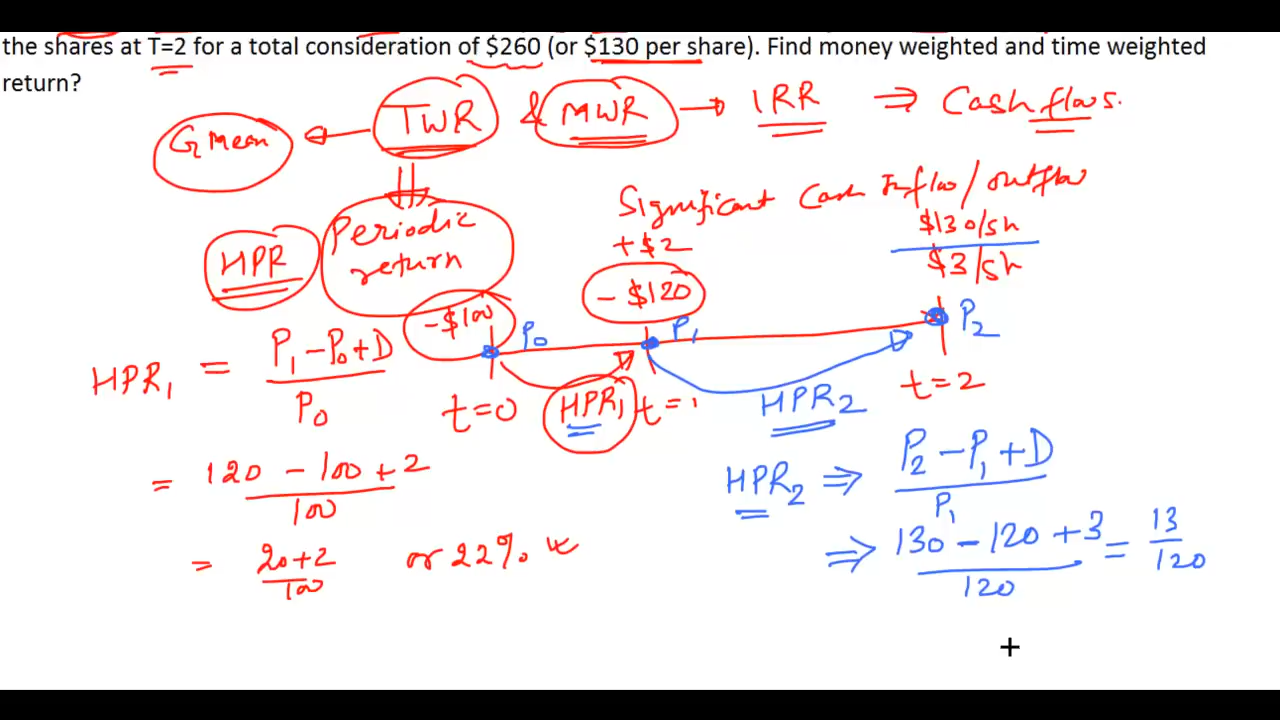 the shares at T=2 for a total consideration of $260 (or $130 per share). Find money weighted and time weighted
return?
G mean ← TWR & MWR → IRR ⇒ Cash flows.
Significant Cash Inflow/outflow
HPR Periodic return
+$2
$130/sh
$3/sh
-$100 -$120
P0 P1 P2
t=0 HPR1 t=1 HPR2 t=2
HPR1 = P1 - P0 + D / P0
= 120 - 100 + 2 / 100
= 20+2 / 100 or 22%
HPR2 ⇒ P2 - P1 + D / P1
⇒ 130 - 120 + 3 / 120 = 13 / 120